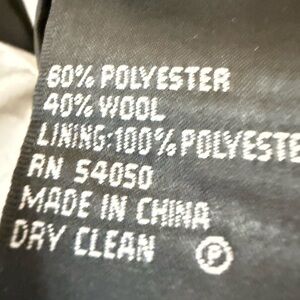 60% POLYESTER
40% WOOL
LINING:100% POLYESTE
RN 54050
MADE IN CHINA
DRY CLEAN Ⓟ